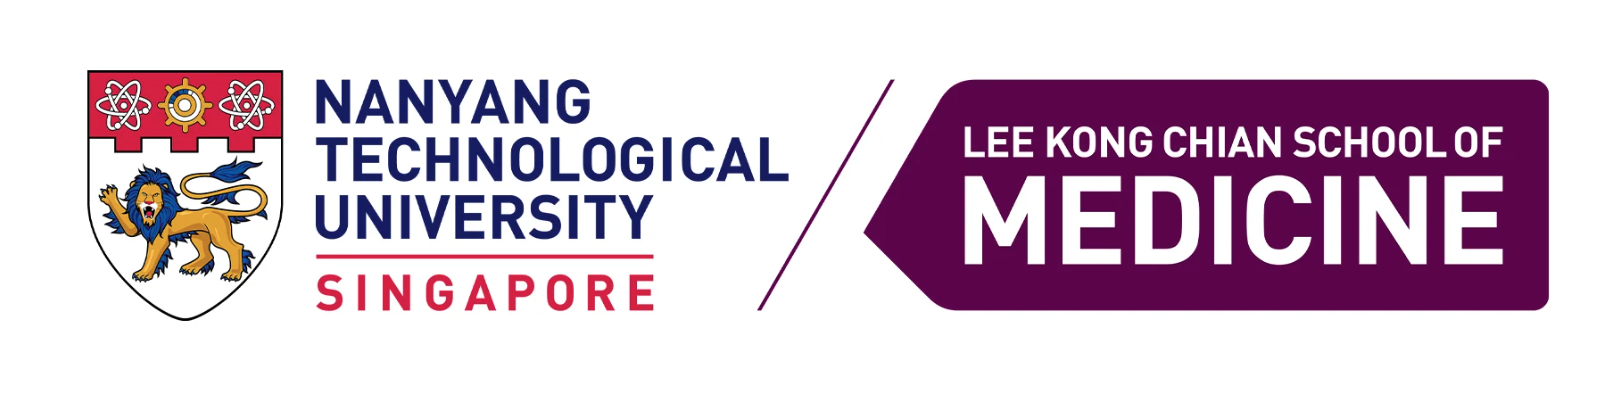 NANYANG
TECHNOLOGICAL
UNIVERSITY
SINGAPORE
LEE KONG CHIAN SCHOOL OF
MEDICINE